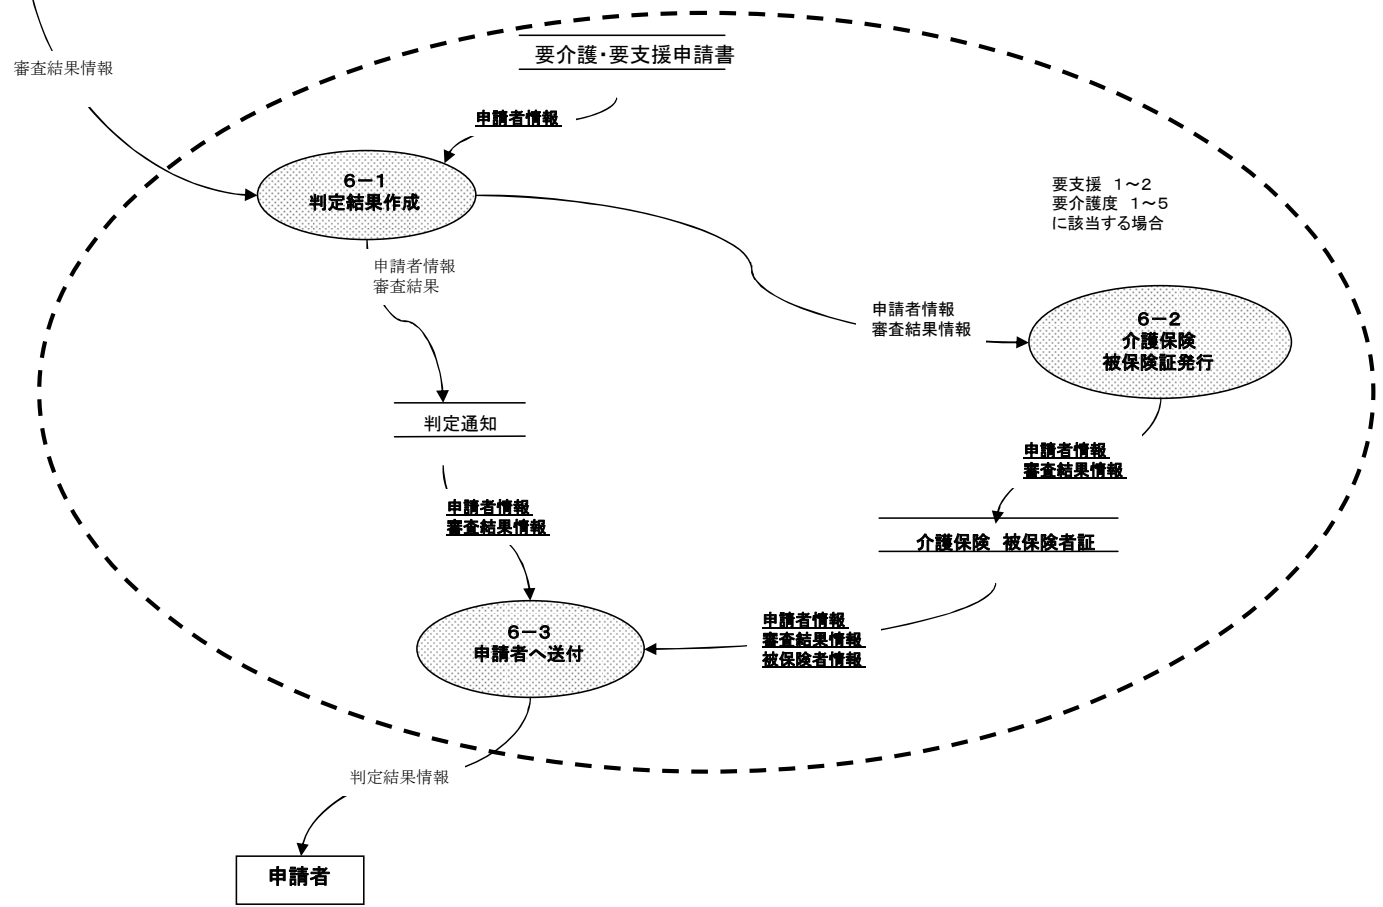 審査結果情報
要介護・要支援申請書
申請者情報
6－1
判定結果作成
要支援 1～2
要介護度 1～5
に該当する場合
申請者情報
審査結果
申請者情報
審査結果情報
6－2
介護保険
被保険証発行
判定通知
申請者情報
審査結果情報
申請者情報
審査結果情報
介護保険 被保険者証
申請者情報
審査結果情報
被保険者情報
6－3
申請者へ送付
判定結果情報
申請者